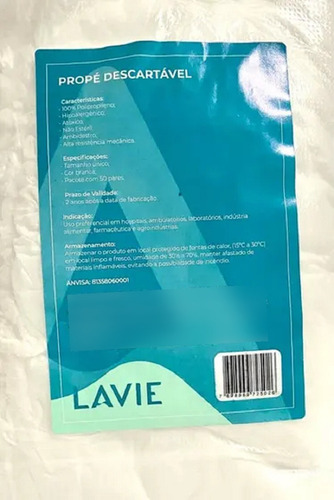 PROPÉ DESCARTÁVEL
Características:
- 100% Polipropileno
- Hipoalergênico;
- Atóxico
- Não Estéril
- Ambidestro;
- Alta resistência mecânica.
Especificações:
- Tamanho único;
- Cor branca;
- Pacote com 50 pares.
Prazo de Validade:
2 anos após a data de fabricação.
Indicação:
Uso preferencial em hospitais, ambulatórios, laboratórios, indústria
alimentar, farmacêutica e agroindústrias.
Armazenamento:
Armazenar o produto em local protegido de fontes de calor, (15°C a 30°C)
em local limpo e fresco, umidade de 30% a 70%, manter afastado de
materiais inflamáveis, evitando a possibilidade de incêndio.
ANVISA: 81358060001
LAVIE